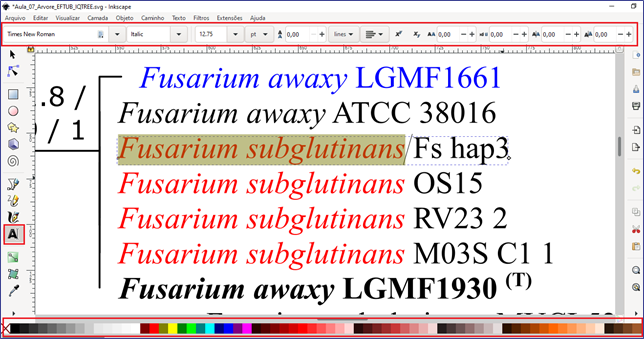 *Aula_07_Arvore_EFTUB_IQTREE.svg - Inkscape
Arquivo Editar Visualizar Camada Objeto Caminho Texto Filtros Extensões Ajuda
Times New Roman Italic 12.75 pt 0,00 lines 0,00 0,00 0,00 0,00
.8 /
/ 1
Fusarium awaxy LGMF1661
Fusarium awaxy ATCC 38016
Fusarium subglutinans Fs hap3
Fusarium subglutinans OS15
Fusarium subglutinans RV23 2
Fusarium subglutinans M03S C1 1
Fusarium awaxy LGMF1930 (T)